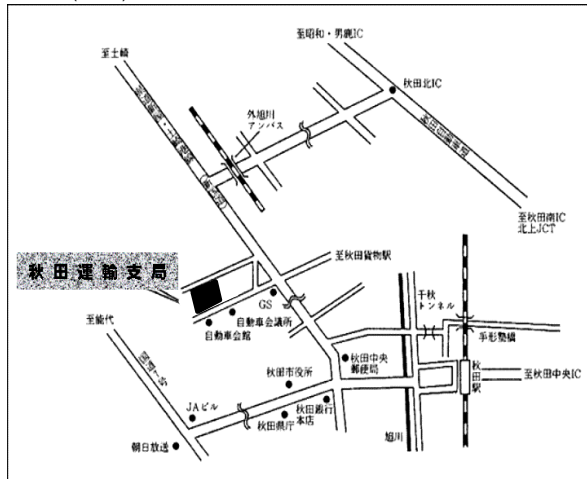 至昭和・男鹿IC
至土崎
秋田北IC
外旭川
アンパス
至秋田南IC
北上JCT
至秋田貨物駅
秋田運輸支局
千秋
トンネル
GS
自動車会議所
自動車会館
手形塾橋
至能代
秋田中央
郵便局
秋田駅
至秋田中央IC
秋田市役所
JAビル
秋田銀行
本店
秋田県庁
旭川
朝日放送